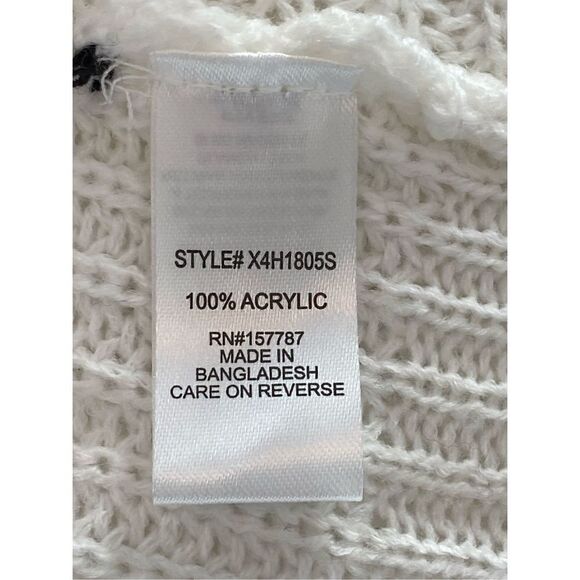 STYLE# X4H1805S
100% ACRYLIC
RN#157787
MADE IN
BANGLADESH
CARE ON REVERSE